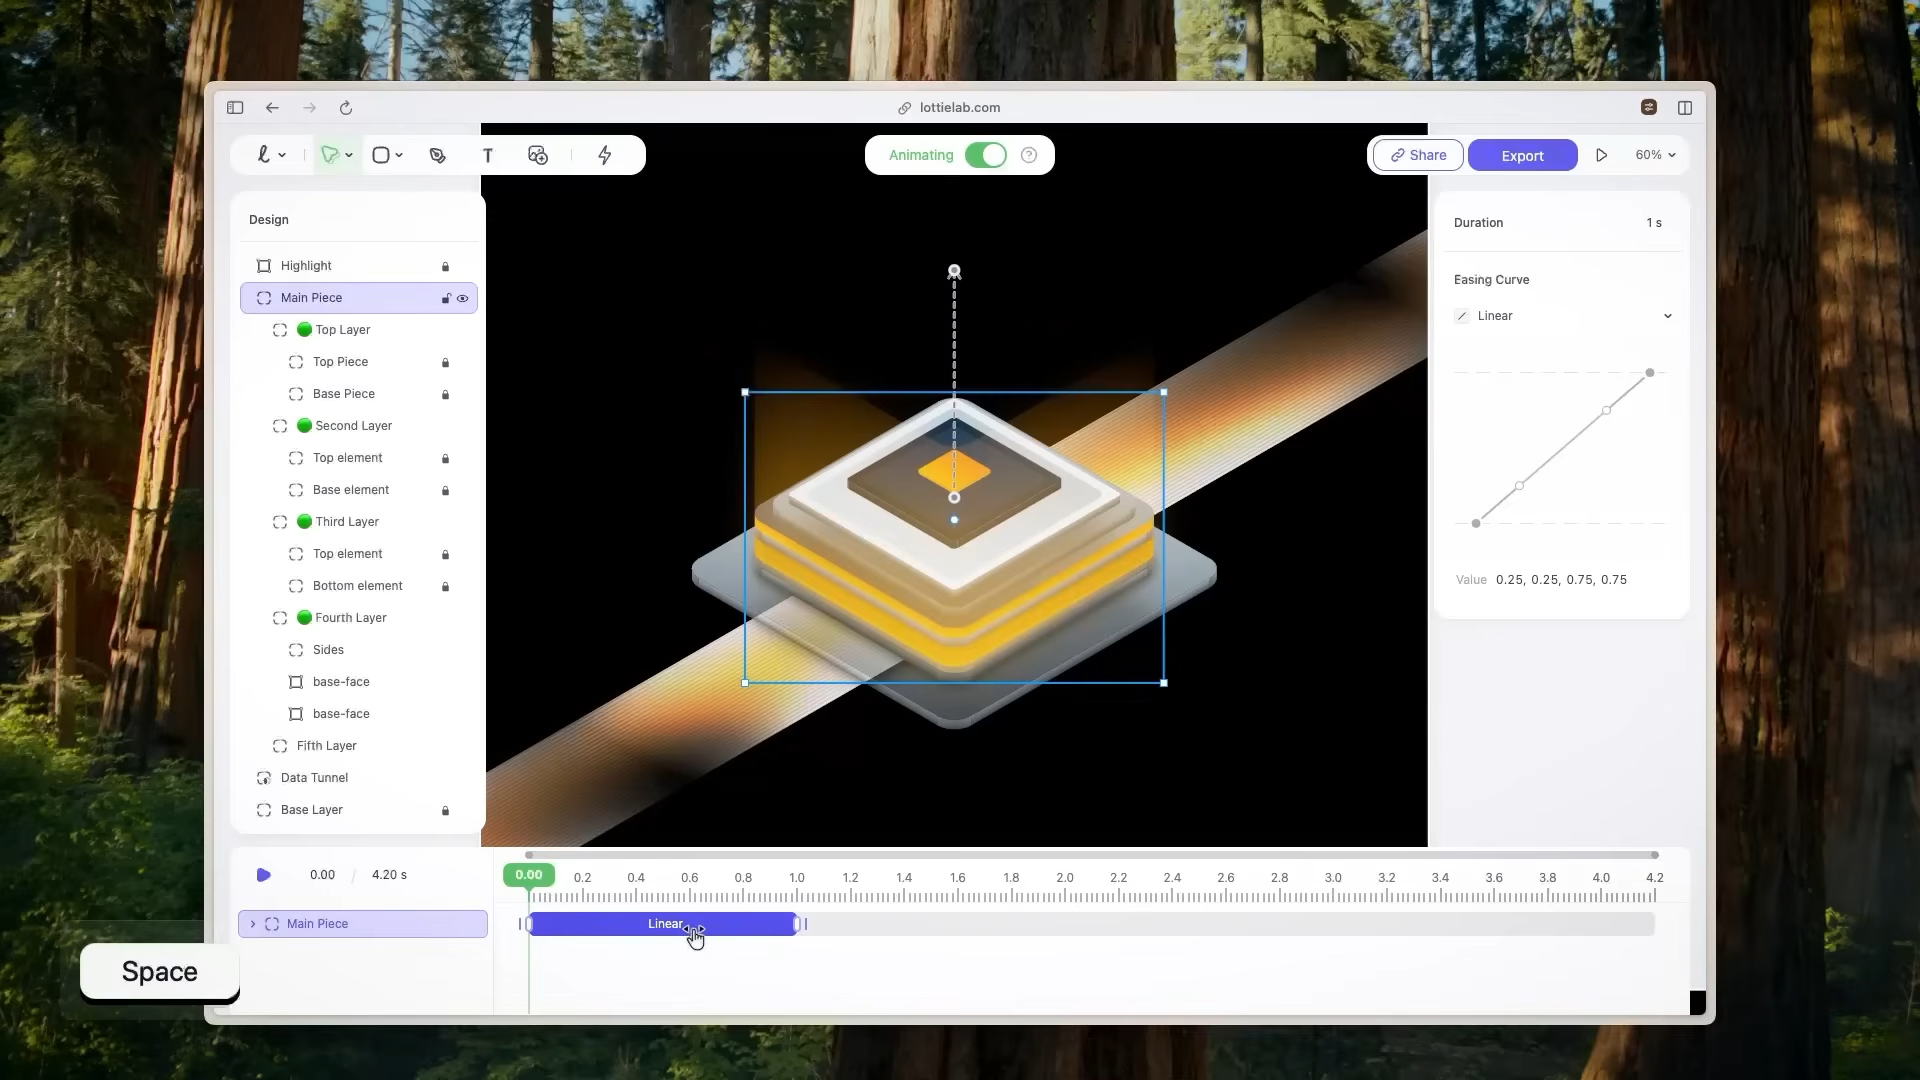 lottielab.com
T
Animating
?
Share
Export
60%
Design
Highlight
Main Piece
Top Layer
Top Piece
Base Piece
Second Layer
Top element
Base element
Third Layer
Top element
Bottom element
Fourth Layer
Sides
base-face
base-face
Fifth Layer
Data Tunnel
Base Layer
Duration 1 s
Easing Curve
Linear
Value 0.25, 0.25, 0.75, 0.75
0.00 / 4.20 s
0.00 0.2 0.4 0.6 0.8 1.0 1.2 1.4 1.6 1.8 2.0 2.2 2.4 2.6 2.8 3.0 3.2 3.4 3.6 3.8 4.0 4.2
Main Piece
Linear
Space